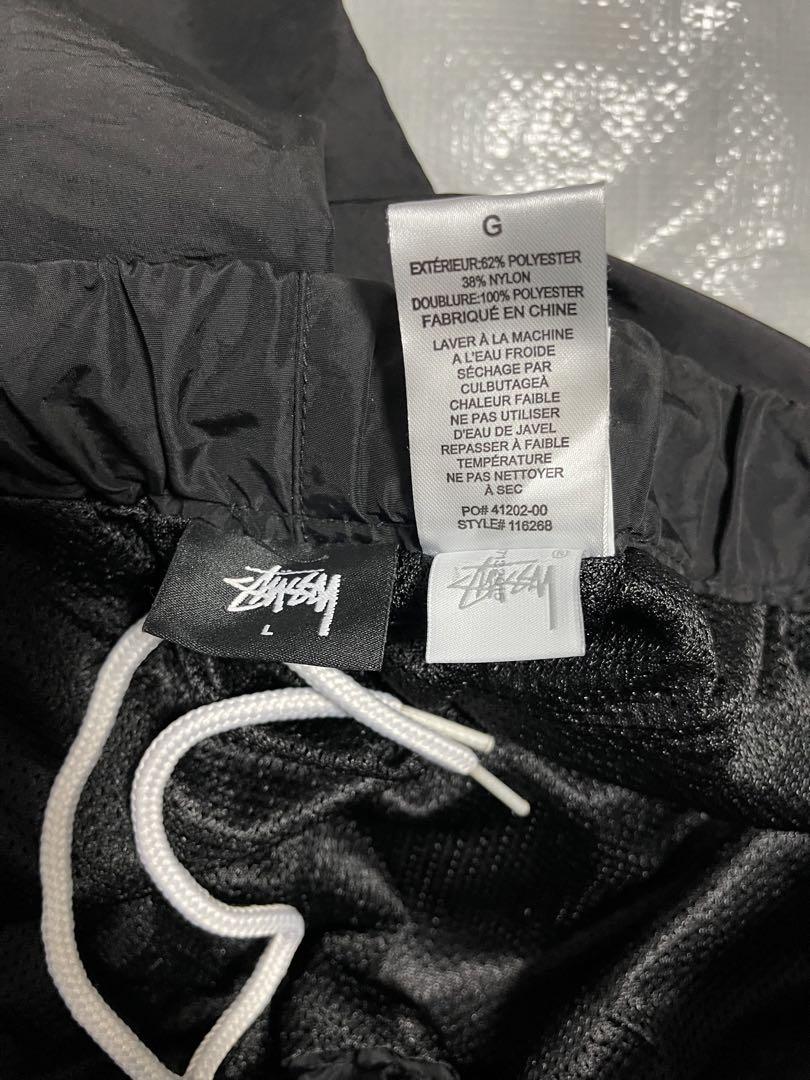 G
EXTÉRIEUR:62% POLYESTER
38% NYLON
DOUBLURE:100% POLYESTER
FABRIQUÉ EN CHINE
LAVER À LA MACHINE
A L'EAU FROIDE
SÉCHAGE PAR
CULBUTAGEÀ
CHALEUR FAIBLE
NE PAS UTILISER
D'EAU DE JAVEL
REPASSER À FAIBLE
TEMPÉRATURE
NE PAS NETTOYER
À SEC
PO# 41202-00
STYLE# 116268
STÜSSY
L
STÜSSY
®